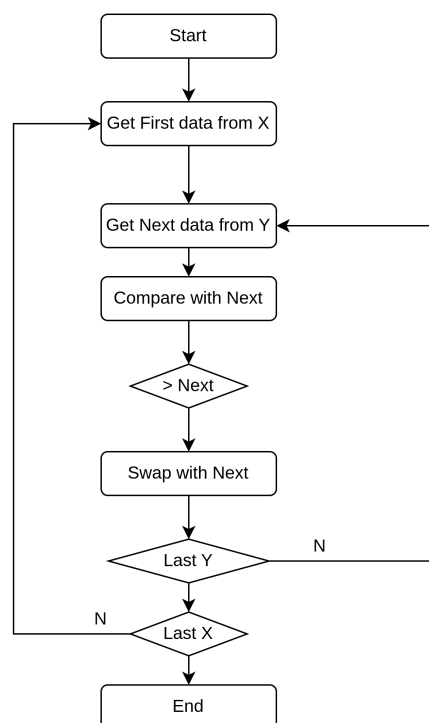 Start
Get First data from X
Get Next data from Y
Compare with Next
> Next
Swap with Next
Last Y
N
N
Last X
End